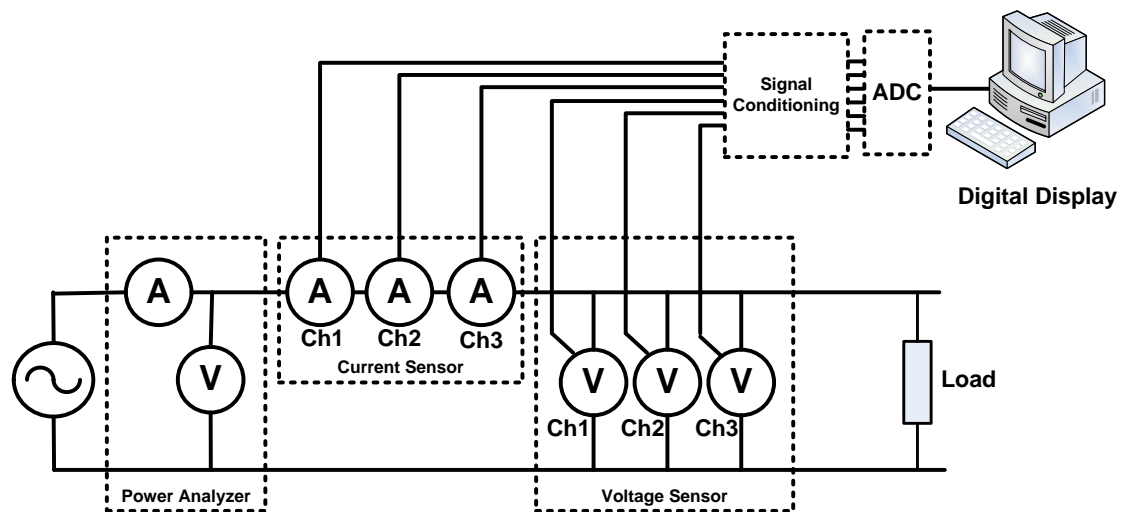 Signal
Conditioning
ADC
Digital Display
A
A
A
A
Ch1
Ch2
Ch3
Current Sensor
V
V
V
V
Load
Ch1
Ch2
Ch3
Power Analyzer
Voltage Sensor